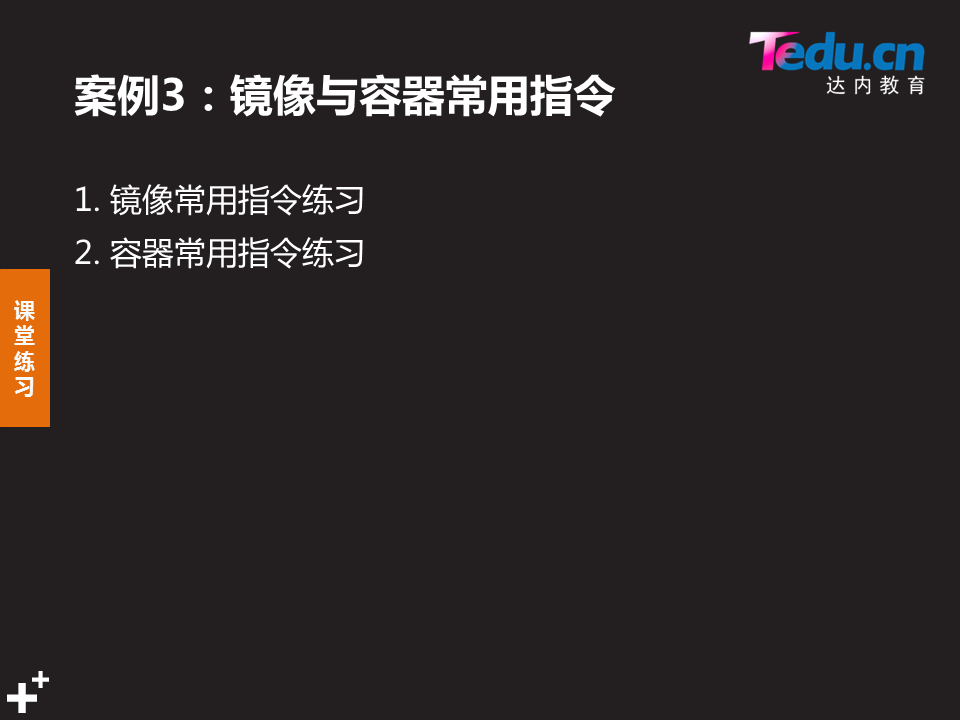 Tedu.cn
达内教育
案例3：镜像与容器常用指令
1. 镜像常用指令练习
2. 容器常用指令练习
课
堂
练
习